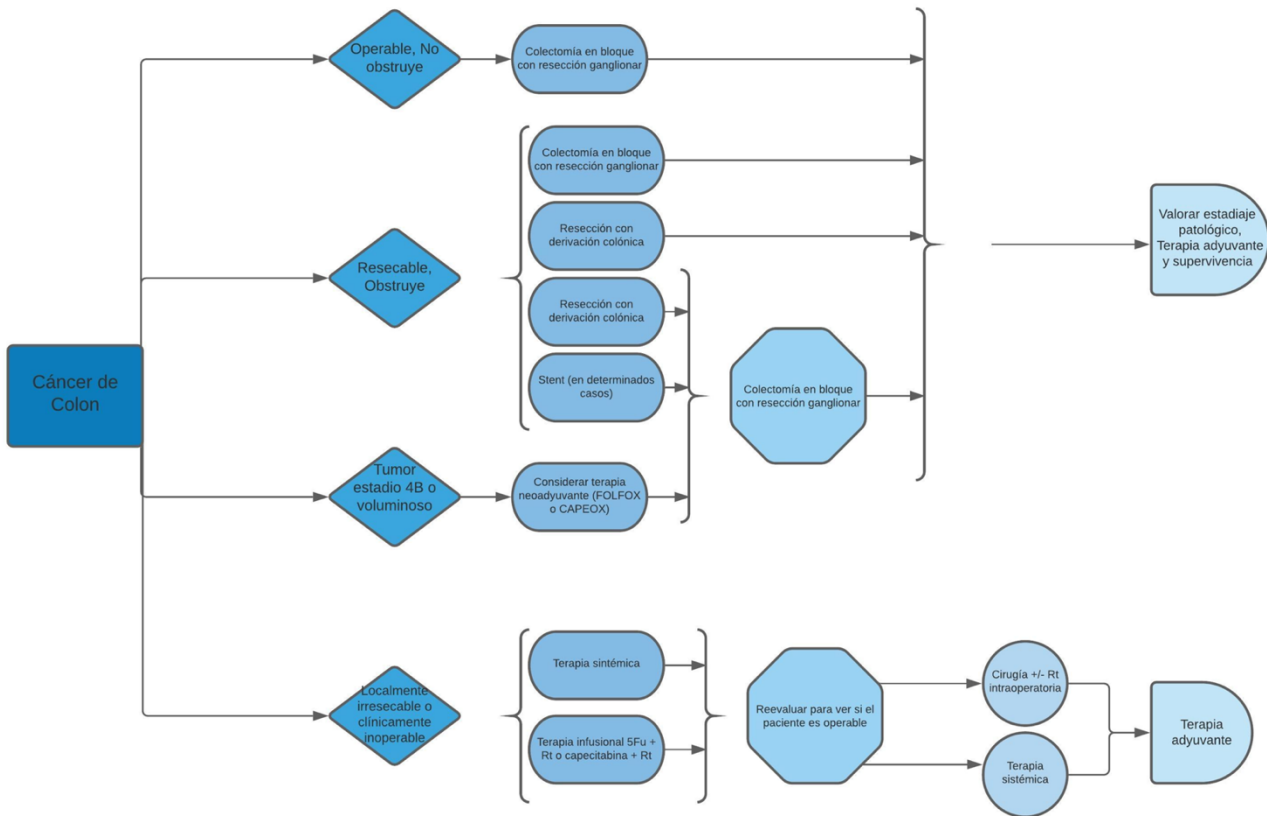 Operable, No
obstruye
Colectomía en bloque
con resección ganglionar
Colectomía en bloque
con resección ganglionar
Resección con
derivación colónica
Resecable,
Obstruye
Resección con
derivación colónica
Stent (en determinados
casos)
Colectomía en bloque
con resección ganglionar
Valorar estadiaje
patológico,
Terapia adyuvante
y supervivencia
Cáncer de
Colon
Tumor
estadio 4B o
voluminoso
Considerar terapia
neoadyuvante (FOLFOX
o CAPEOX)
Localmente
irresecable o
clínicamente
inoperable
Terapia sintémica
Terapia infusional 5Fu +
Rt o capecitabina + Rt
Reevaluar para ver si el
paciente es operable
Cirugía +/- Rt
intraoperatoria
Terapia
sistémica
Terapia
adyuvante